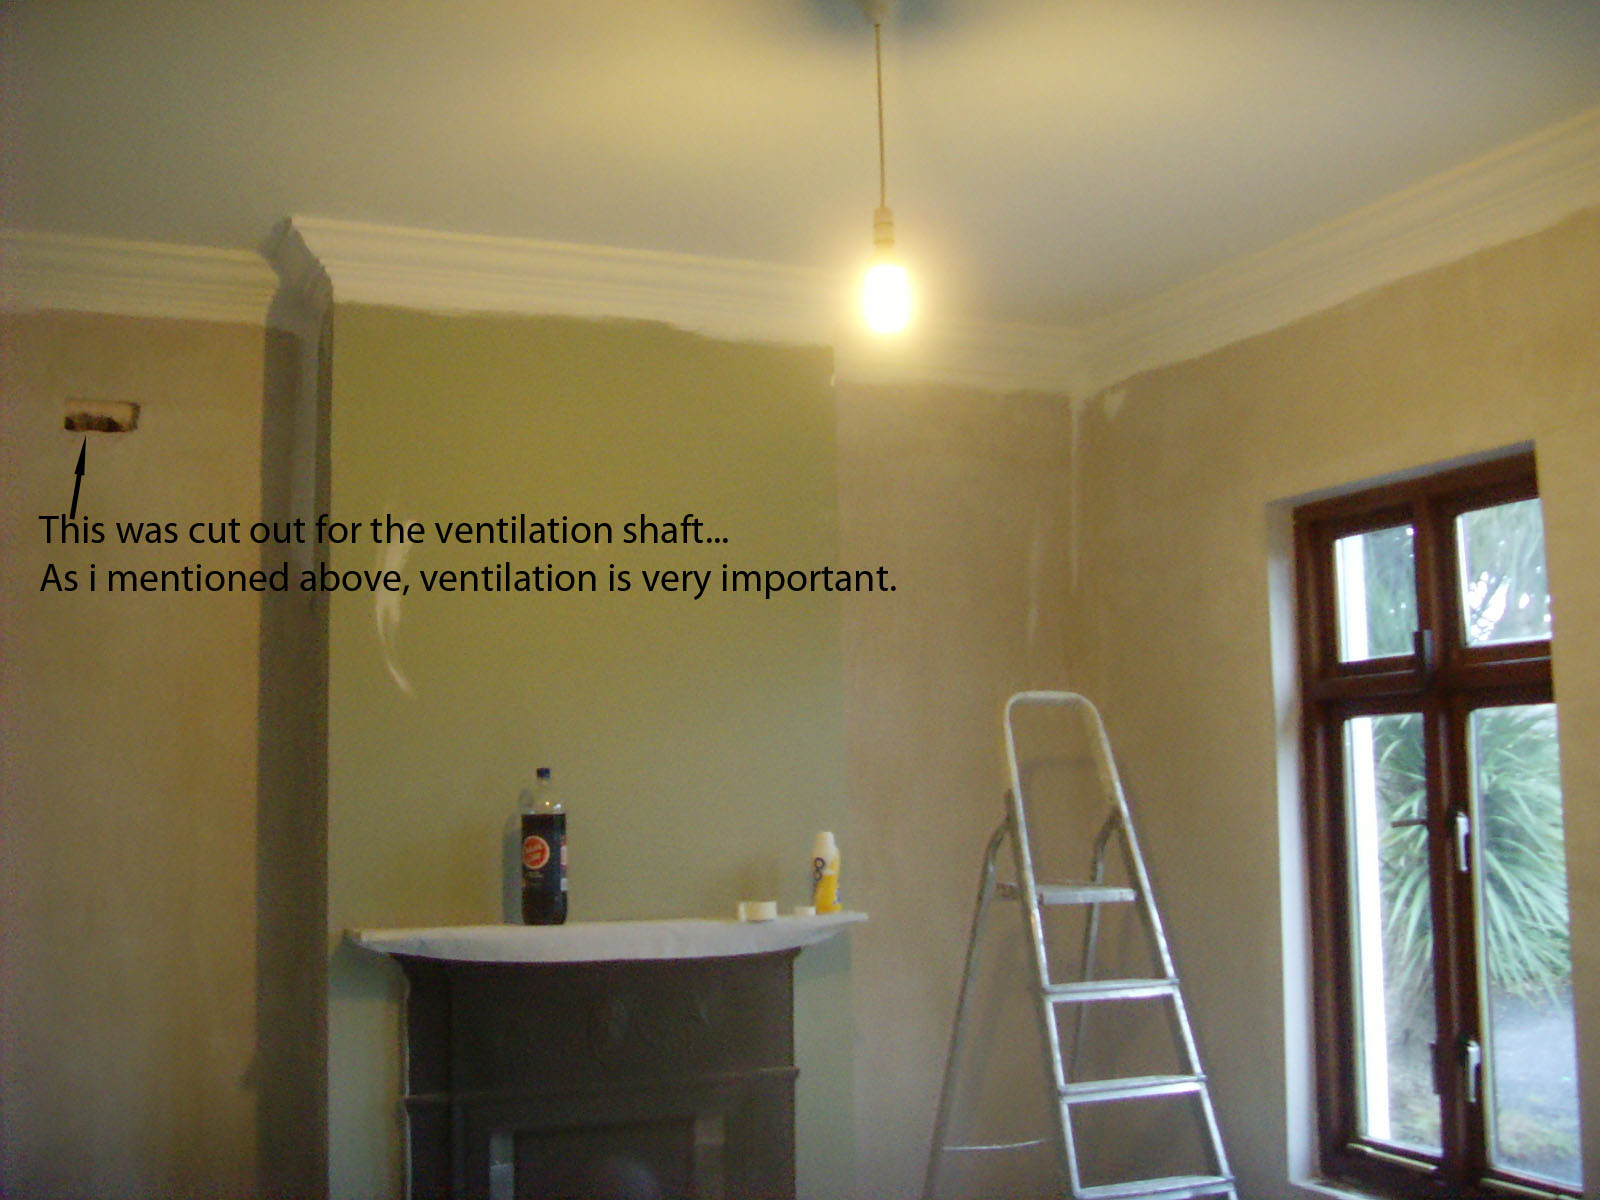 This was cut out for the ventilation shaft...
As i mentioned above, ventilation is very important.